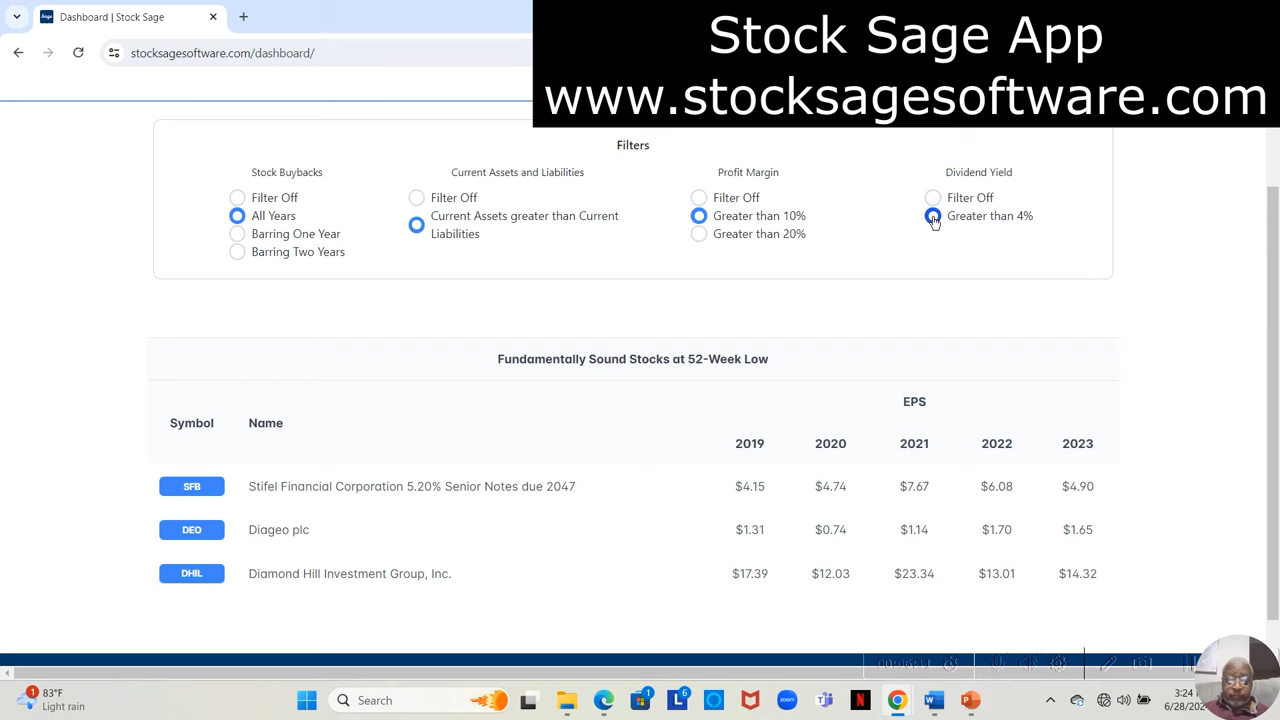 Dashboard | Stock Sage
Stock Sage App
stocksagesoftware.com/dashboard/
www.stocksagesoftware.com
Filters
Stock Buybacks
Filter Off
All Years
Barring One Year
Barring Two Years
Current Assets and Liabilities
Filter Off
Current Assets greater than Current
Liabilities
Profit Margin
Filter Off
Greater than 10%
Greater than 20%
Dividend Yield
Filter Off
Greater than 4%
Fundamentally Sound Stocks at 52-Week Low
Symbol Name EPS
2019 2020 2021 2022 2023
SFB Stifel Financial Corporation 5.20% Senior Notes due 2047 $4.15 $4.74 $7.67 $6.08 $4.90
DEO Diageo plc $1.31 $0.74 $1.14 $1.70 $1.65
DHIL Diamond Hill Investment Group, Inc. $17.39 $12.03 $23.34 $13.01 $14.32
83°F
Light rain
Search
3:24